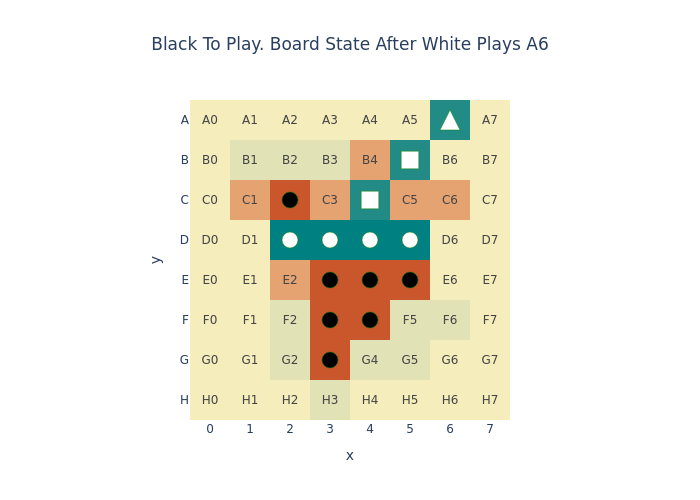 Black To Play. Board State After White Plays A6
A A0 A1 A2 A3 A4 A5 A7
B B0 B1 B2 B3 B4 B6 B7
C C0 C1 C3 C5 C6 C7
D D0 D1 D6 D7
y
E E0 E1 E2 E6 E7
F F0 F1 F2 F5 F6 F7
G G0 G1 G2 G4 G5 G6 G7
H H0 H1 H2 H3 H4 H5 H6 H7
0 1 2 3 4 5 6 7
x